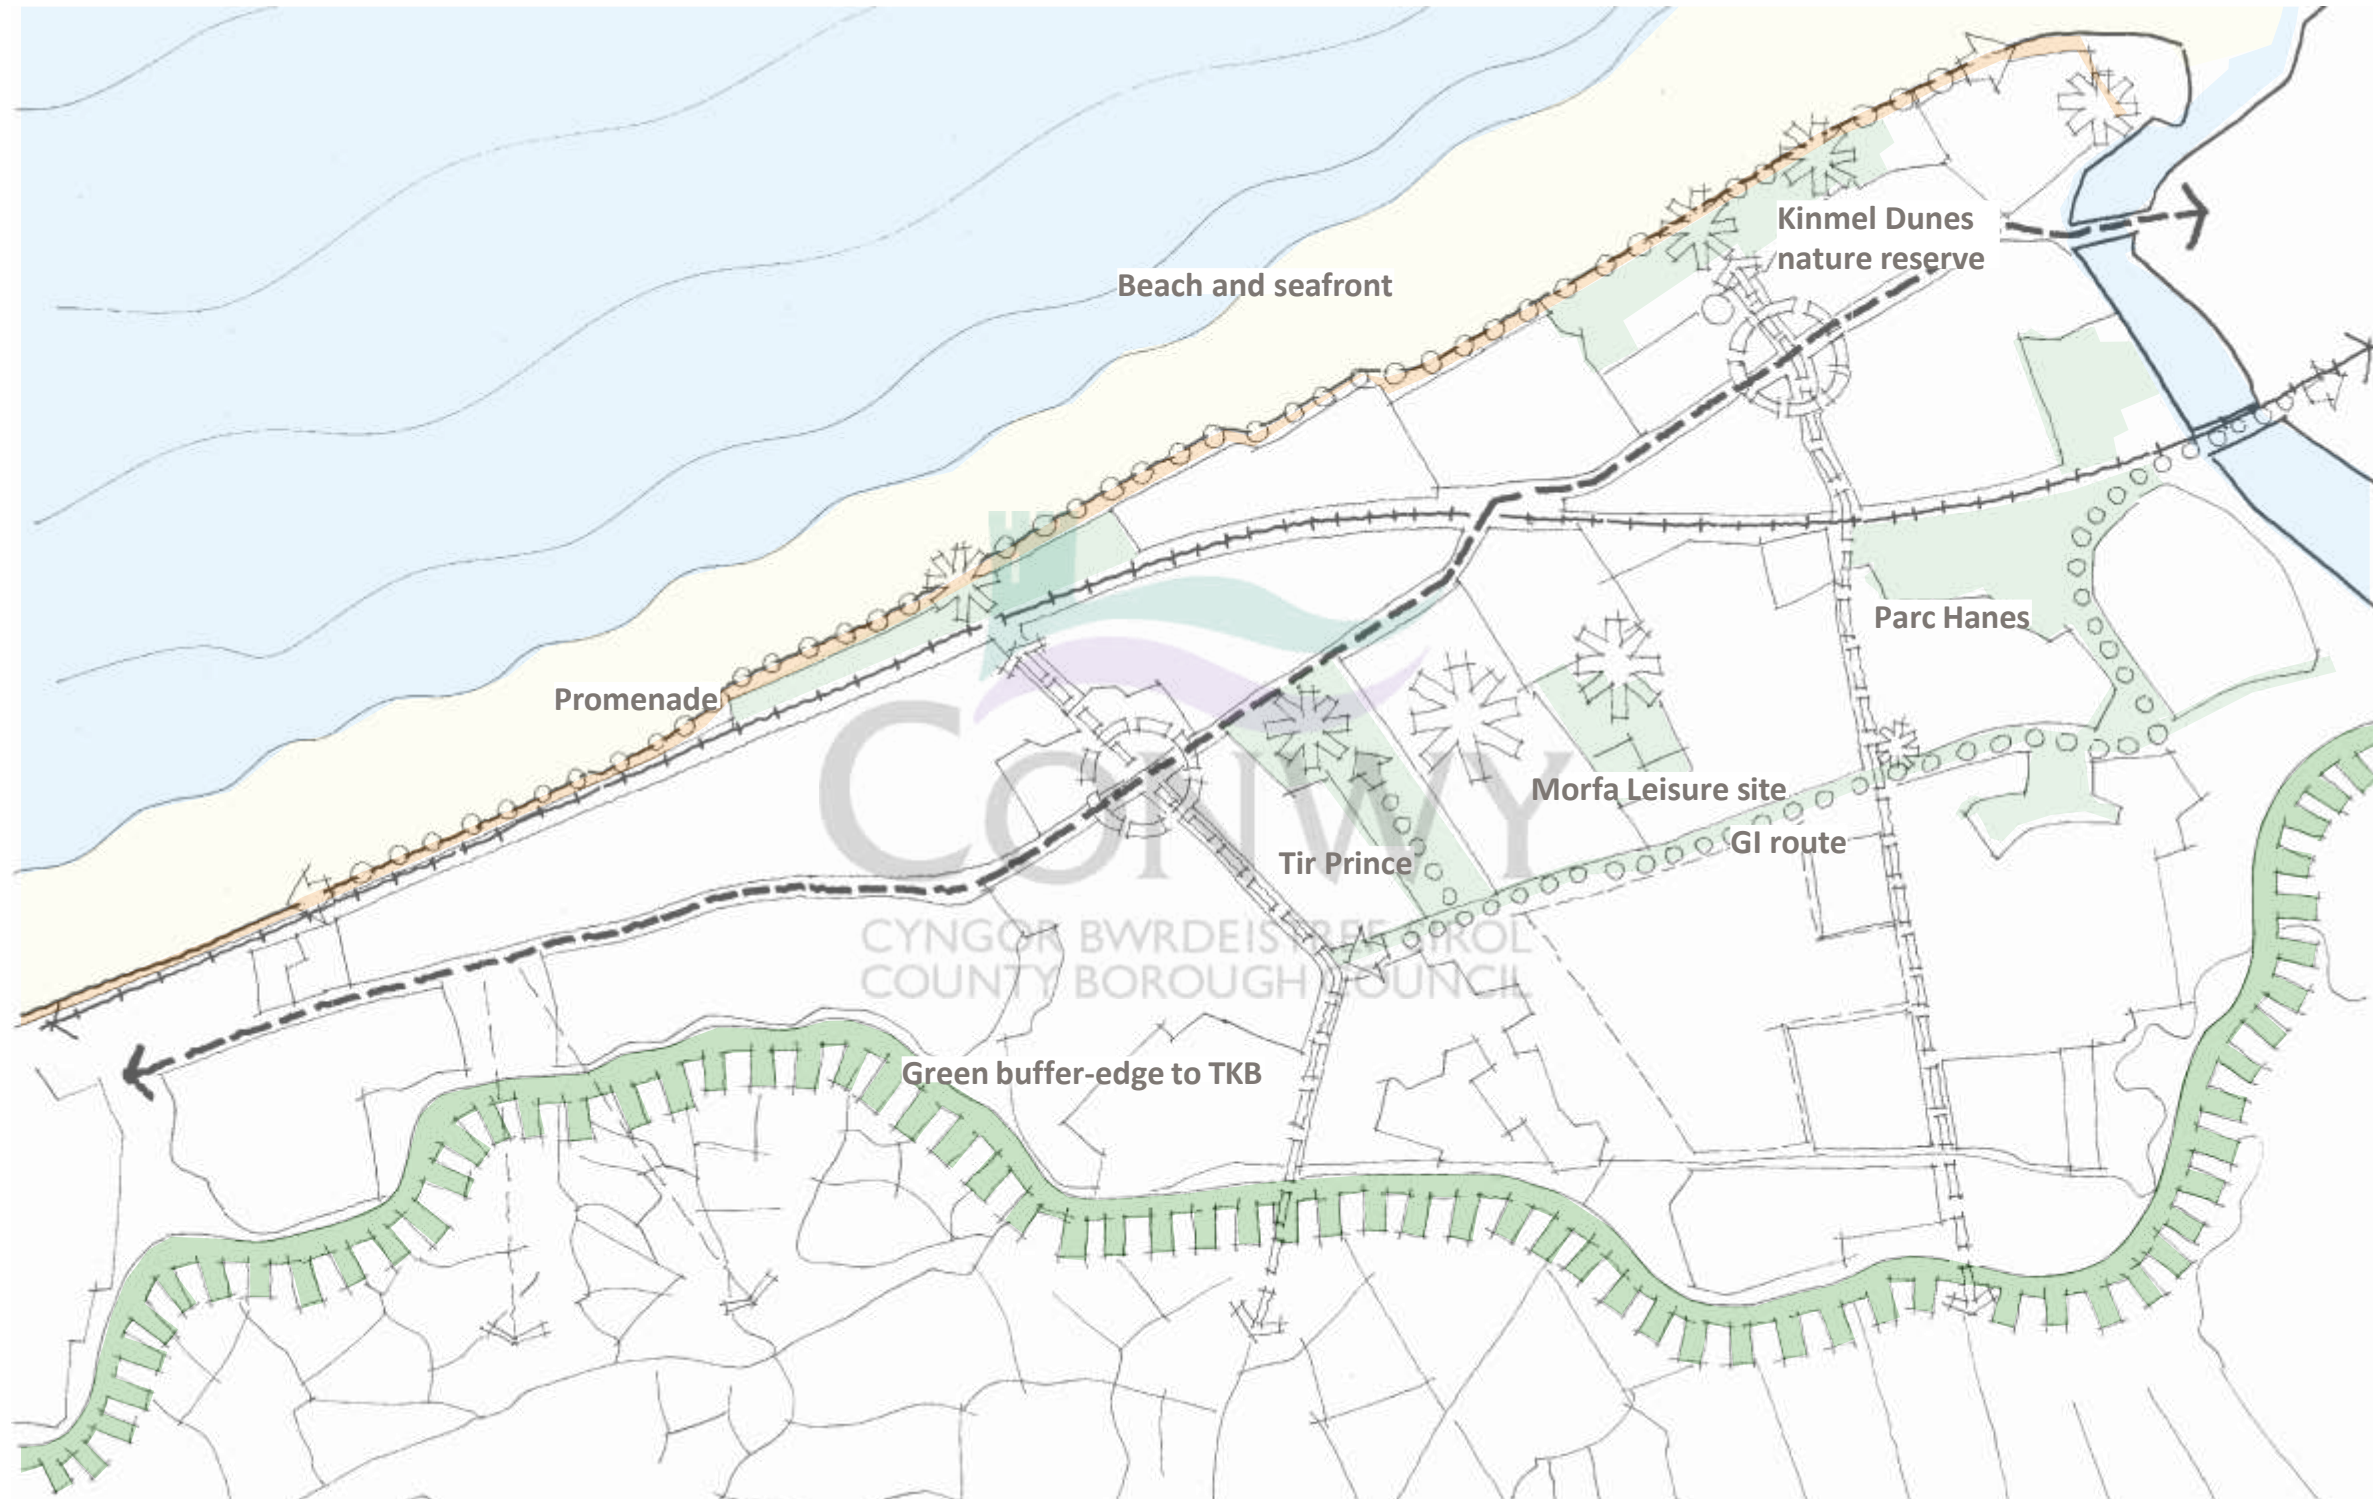 Kinmel Dunes
nature reserve
Beach and seafront
Parc Hanes
Promenade
Morfa Leisure site
GI route
Tir Prince
Green buffer-edge to TKB
CONWY
CYNGOR BWRDEISTREF SIROL
COUNTY BOROUGH COUNCIL